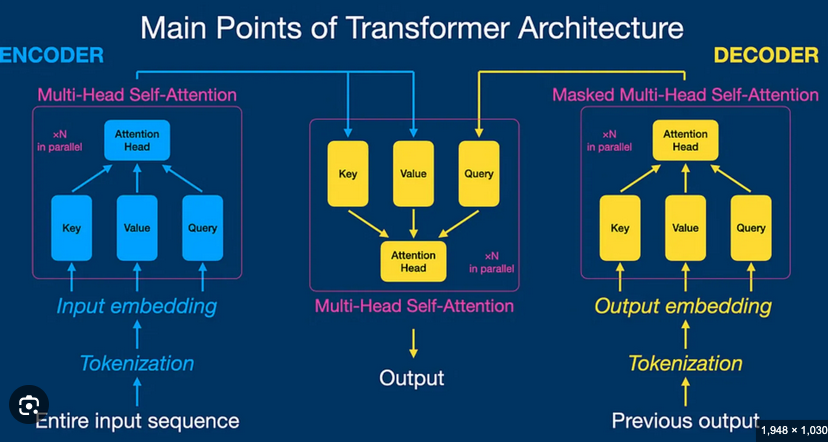 Main Points of Transformer Architecture
ENCODER
DECODER
Multi-Head Self-Attention
×N
in parallel
Attention
Head
Key
Value
Query
Input embedding
Tokenization
Entire input sequence
Key
Value
Query
Attention
Head
×N
in parallel
Multi-Head Self-Attention
Output
Masked Multi-Head Self-Attention
×N
in parallel
Attention
Head
Key
Value
Query
Output embedding
Tokenization
Previous output
1,948 × 1,030